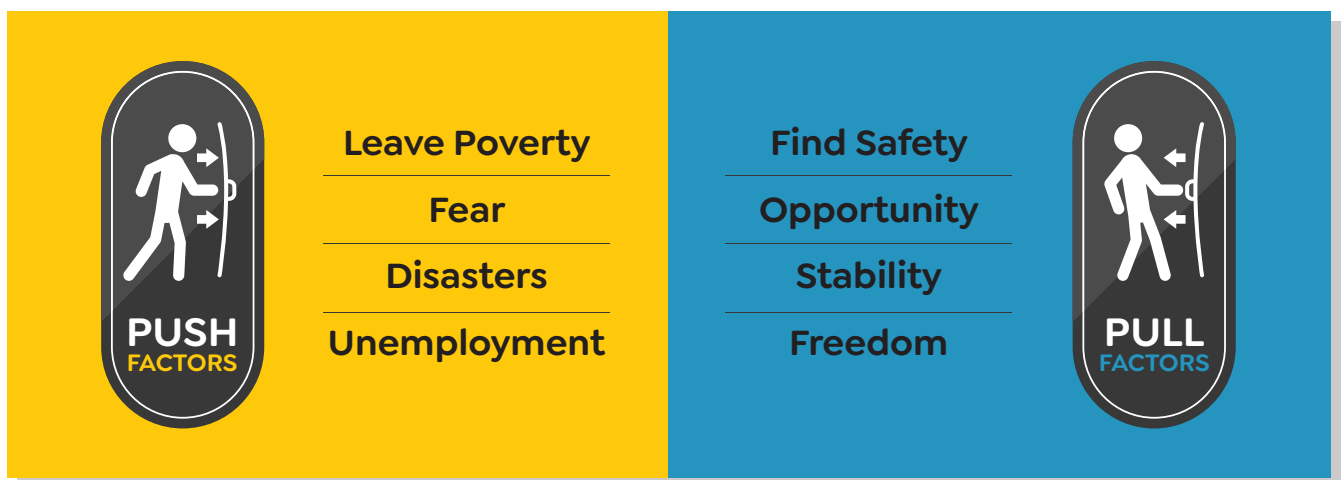 PUSH
FACTORS
Leave Poverty
Fear
Disasters
Unemployment
Find Safety
Opportunity
Stability
Freedom
PULL
FACTORS